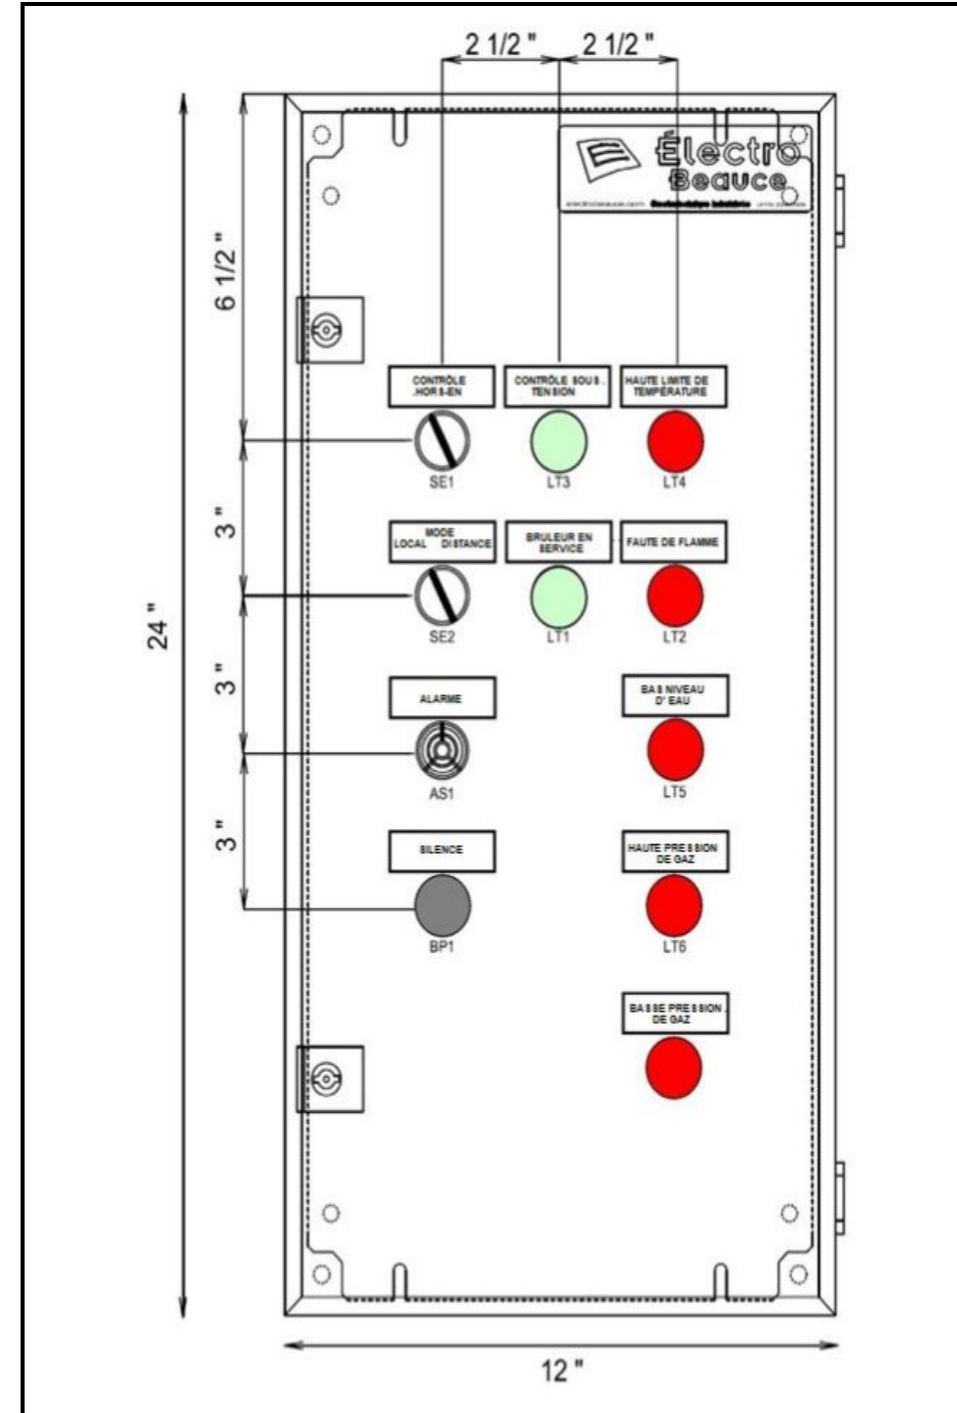 2 1/2 " 2 1/2 "
Électro
Beauce
6 1/2 "
CONTRÔLE
.HORS-EN
CONTRÔLE SOUS .
TENSION
HAUTE LIMITE DE
TEMPÉRATURE
SE1 LT3 LT4
3 "
MODE
LOCAL DISTANCE
BRULEUR EN
SERVICE
FAUTE DE FLAMME
24 "
SE2 LT1 LT2
3 "
ALARME
BAS NIVEAU
D' EAU
AS1 LT5
3 "
SILENCE
HAUTE PRESSION
DE GAZ
BP1 LT6
BASSE PRESSION .
DE GAZ
12 "